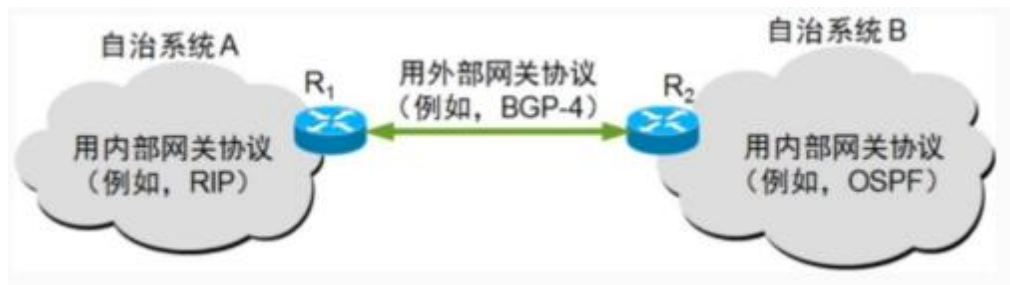 自治系统 A
自治系统 B
R1
用外部网关协议
（例如，BGP-4）
R2
用内部网关协议
（例如，RIP）
用内部网关协议
（例如，OSPF）